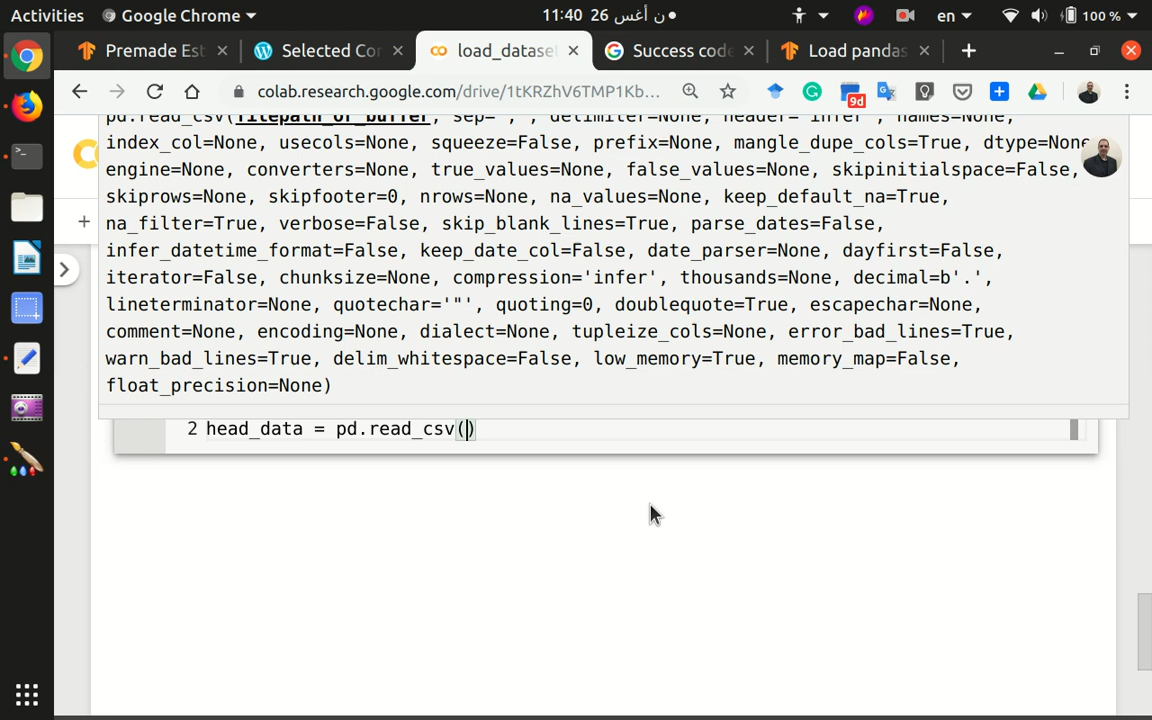 Activities
Google Chrome
ن أغس 26 11:40
en
100 %
Premade Est
Selected Cor
load_dataset
Success code
Load pandas
colab.research.google.com/drive/1tKRZhV6TMP1Kb...
9d
pd.read_csv(filepath_or_buffer, sep=',', delimiter=None, header='infer', names=None,
index_col=None, usecols=None, squeeze=False, prefix=None, mangle_dupe_cols=True, dtype=None
engine=None, converters=None, true_values=None, false_values=None, skipinitialspace=False,
skiprows=None, skipfooter=0, nrows=None, na_values=None, keep_default_na=True,
na_filter=True, verbose=False, skip_blank_lines=True, parse_dates=False,
infer_datetime_format=False, keep_date_col=False, date_parser=None, dayfirst=False,
iterator=False, chunksize=None, compression='infer', thousands=None, decimal=b'.',
lineterminator=None, quotechar='"', quoting=0, doublequote=True, escapechar=None,
comment=None, encoding=None, dialect=None, tupleize_cols=None, error_bad_lines=True,
warn_bad_lines=True, delim_whitespace=False, low_memory=True, memory_map=False,
float_precision=None)
2 head_data = pd.read_csv()